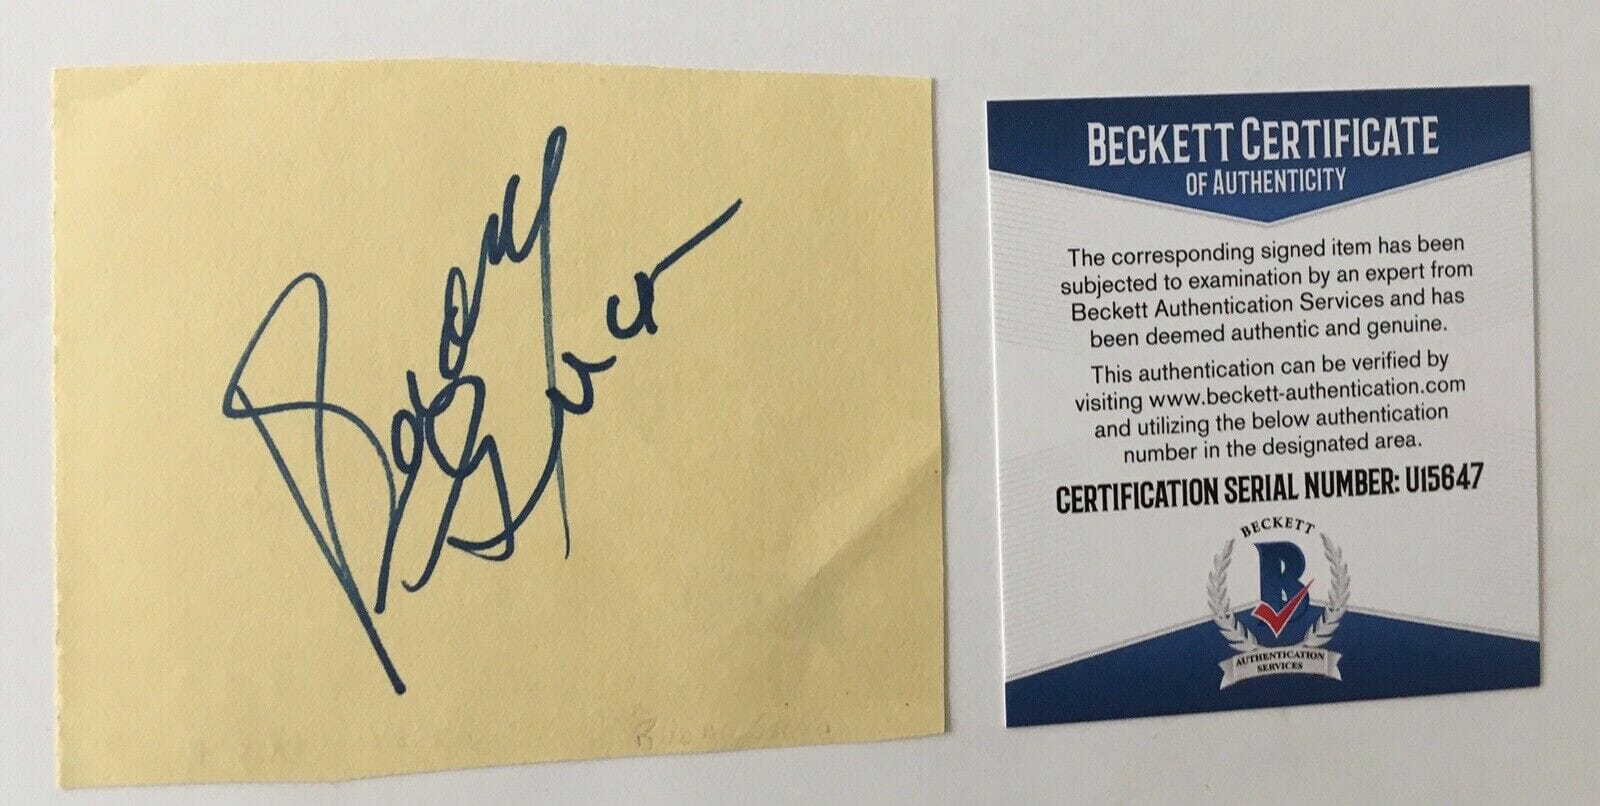 Buddy
Greco
BECKETT CERTIFICATE
OF AUTHENTICITY
The corresponding signed item has been
subjected to examination by an expert from
Beckett Authentication Services and has
been deemed authentic and genuine.
This authentication can be verified by
visiting www.beckett-authentication.com
and utilizing the below authentication
number in the designated area.
CERTIFICATION SERIAL NUMBER: U15647
BECKETT
B
AUTHENTICATION
SERVICES